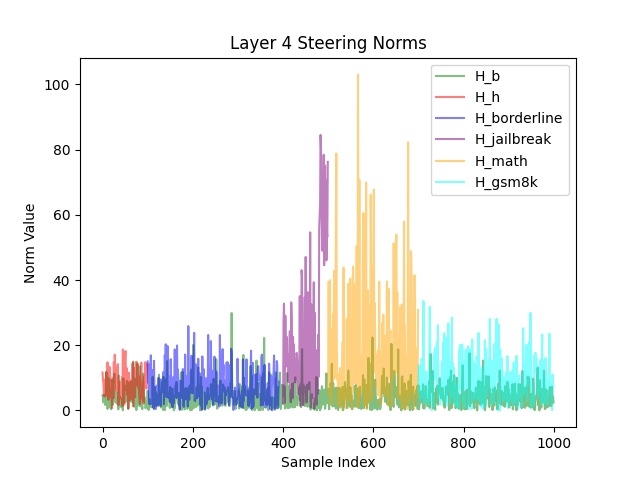 Layer 4 Steering Norms
Norm Value
100
80
60
40
20
0
H_b
H_h
H_borderline
H_jailbreak
H_math
H_gsm8k
0 200 400 600 800 1000
Sample Index